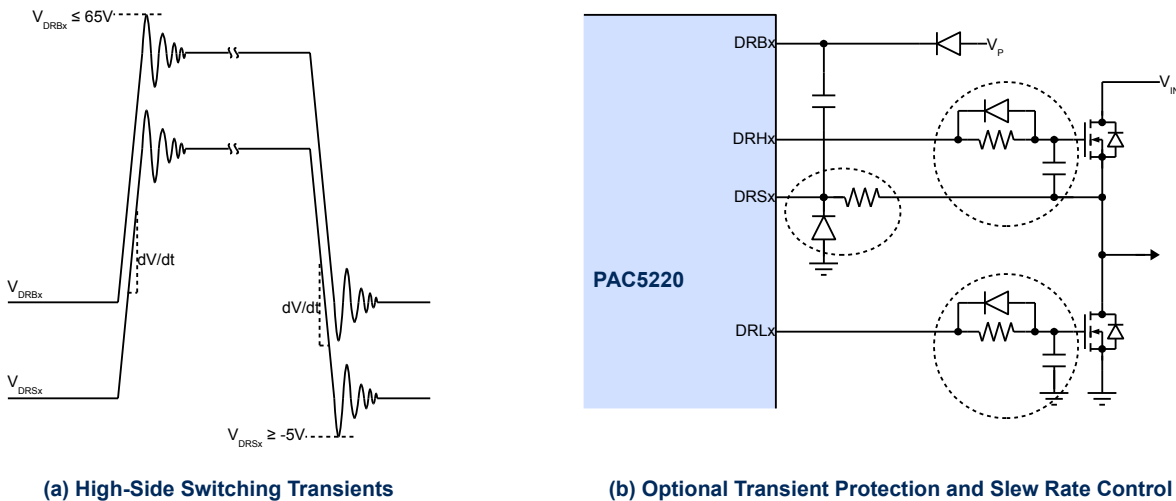 V_DRBx ≤ 65V
dV/dt
V_DRBx
dV/dt
V_DRSx
V_DRSx ≥ -5V
(a) High-Side Switching Transients
DRBx
V_P
V_IN
DRHx
DRSx
PAC5220
DRLx
(b) Optional Transient Protection and Slew Rate Control